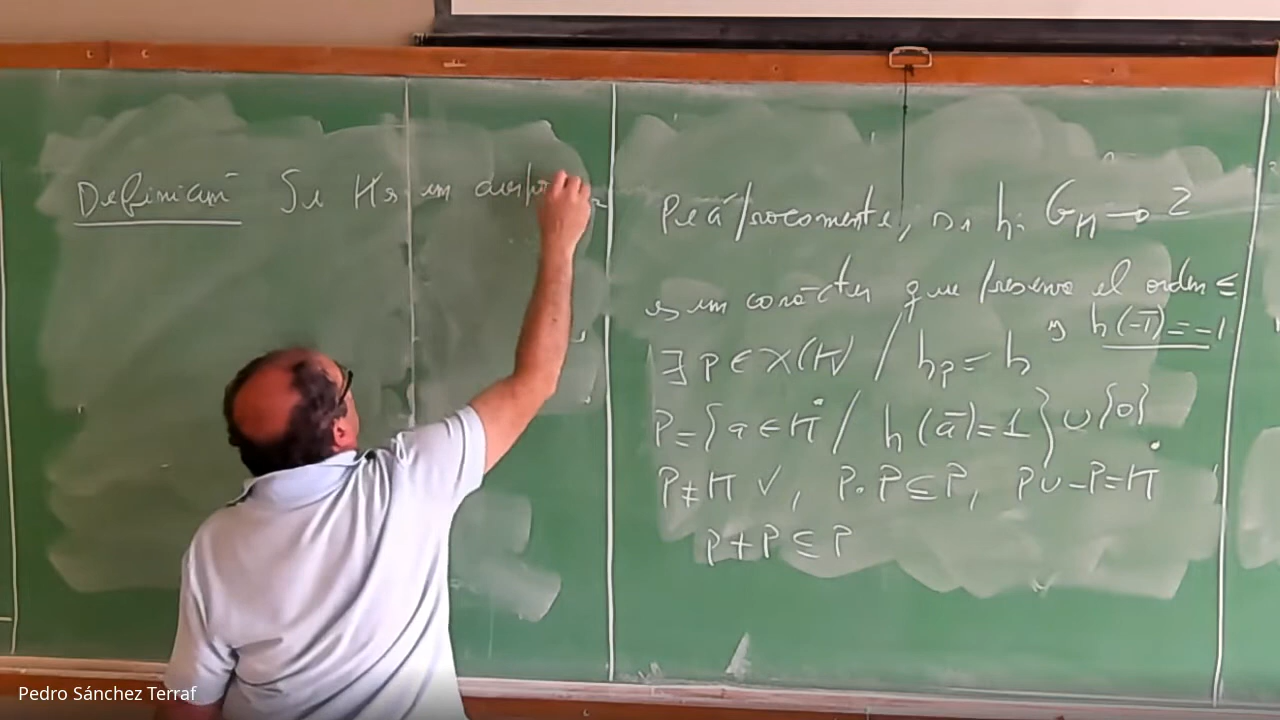 Definición Si K es un cuerpo
Recíprocamente, si h: G_K → 2
es un carácter que preserva el orden ≤
y h(-1̄) = -1
∃ P ∈ X(K) / h_P = h
P = {a ∈ K̇ / h(ā) = 1} ∪ {0}
P ≠ K ✓, P·P ⊆ P, P ∪ -P = K̇
P + P ⊆ P
Pedro Sánchez Terraf